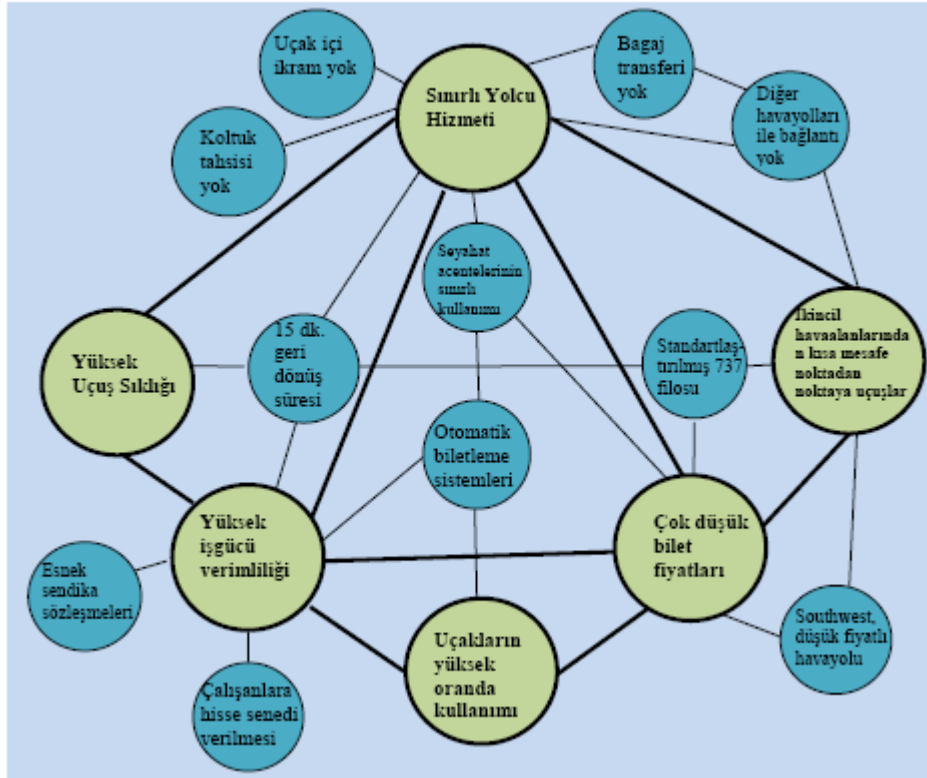 Uçak içi
ikram yok
Bagaj
transferi
yok
Sınırlı Yolcu
Hizmeti
Diğer
havayolları
ile bağlantı
yok
Koltuk
tahsisi
yok
Seyahat
acentelerinin
sınırlı
kullanımı
Yüksek
Uçuş Sıklığı
15 dk.
geri
dönüş
süresi
Standartlaş-
tırılmış 737
filosu
İkincil
havaalanlarından
n kısa mesafe
noktadan
noktaya uçuşlar
Otomatik
biletleme
sistemleri
Yüksek
işgücü
verimliliği
Çok düşük
bilet
fiyatları
Esnek
sendika
sözleşmeleri
Uçakların
yüksek
oranda
kullanımı
Southwest,
düşük fiyatlı
havayolu
Çalışanlara
hisse senedi
verilmesi